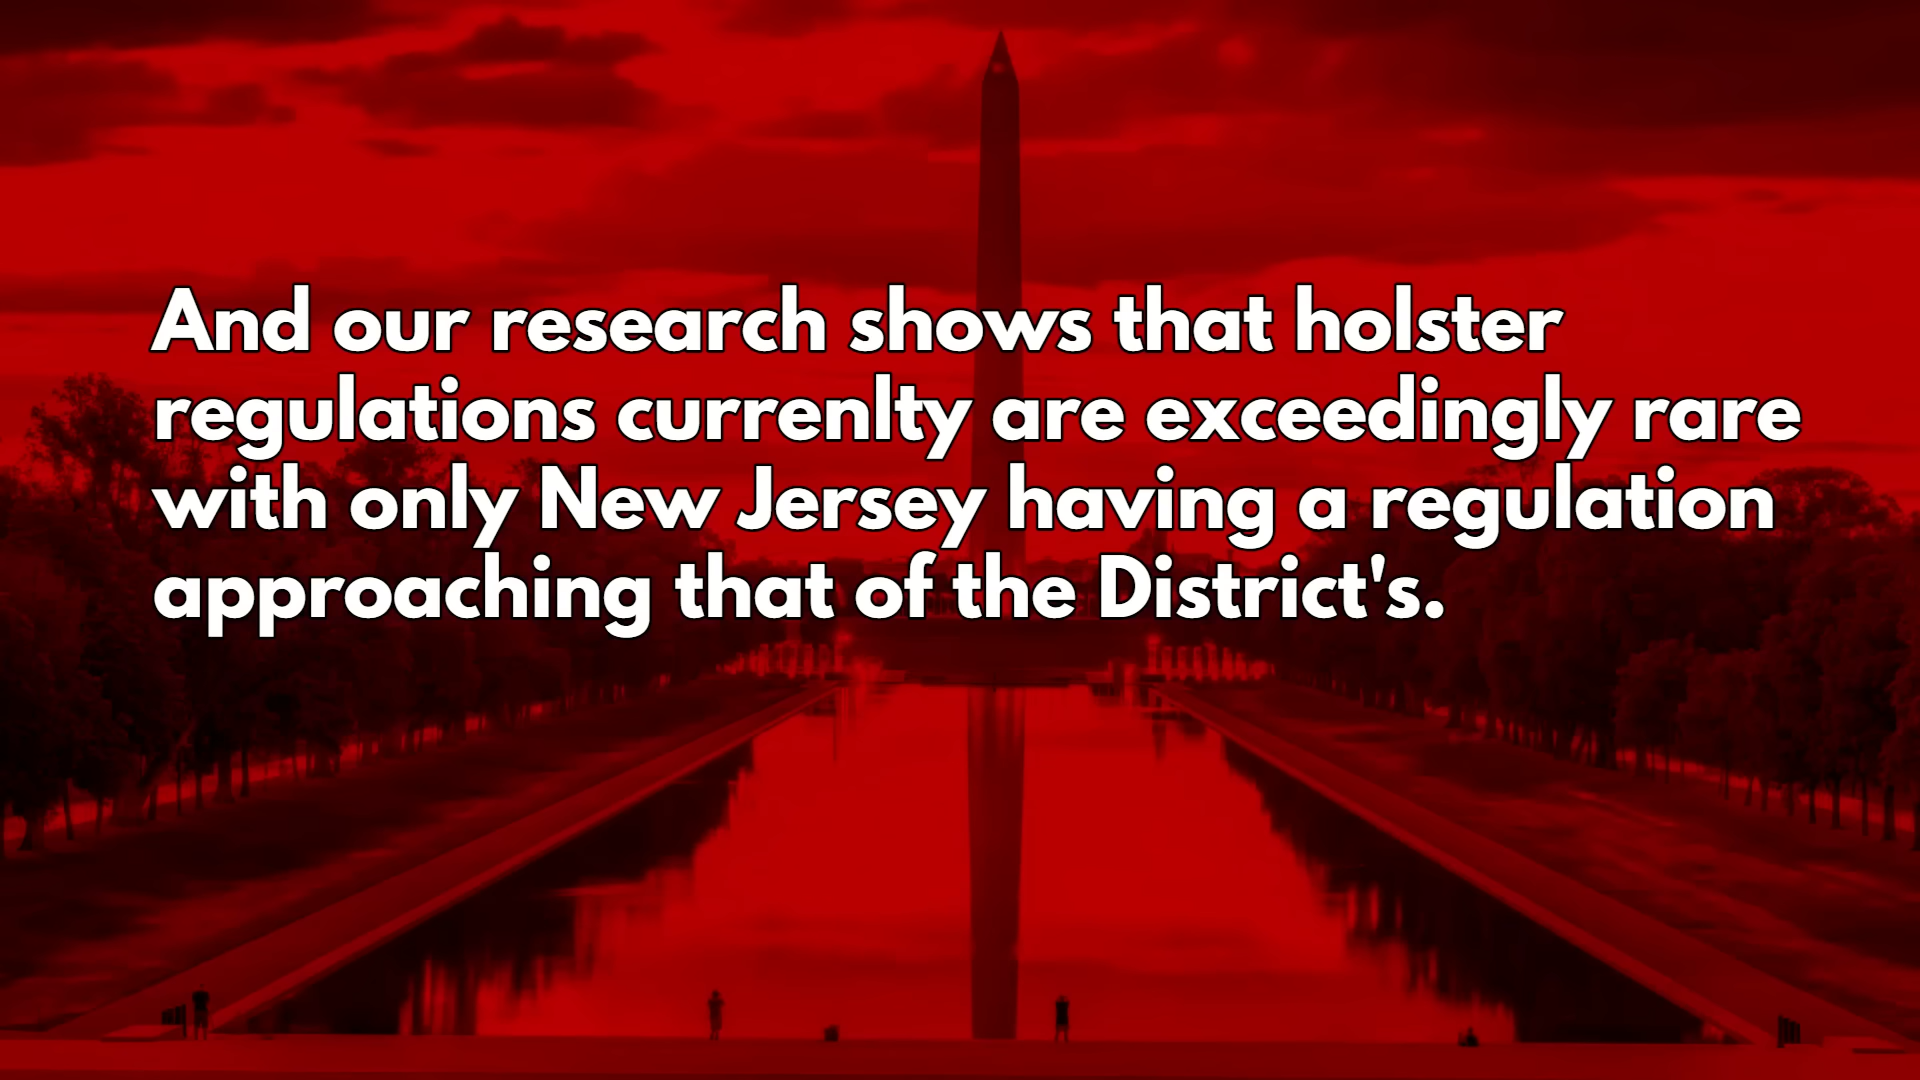 And our research shows that holster
regulations currenlty are exceedingly rare
with only New Jersey having a regulation
approaching that of the District's.